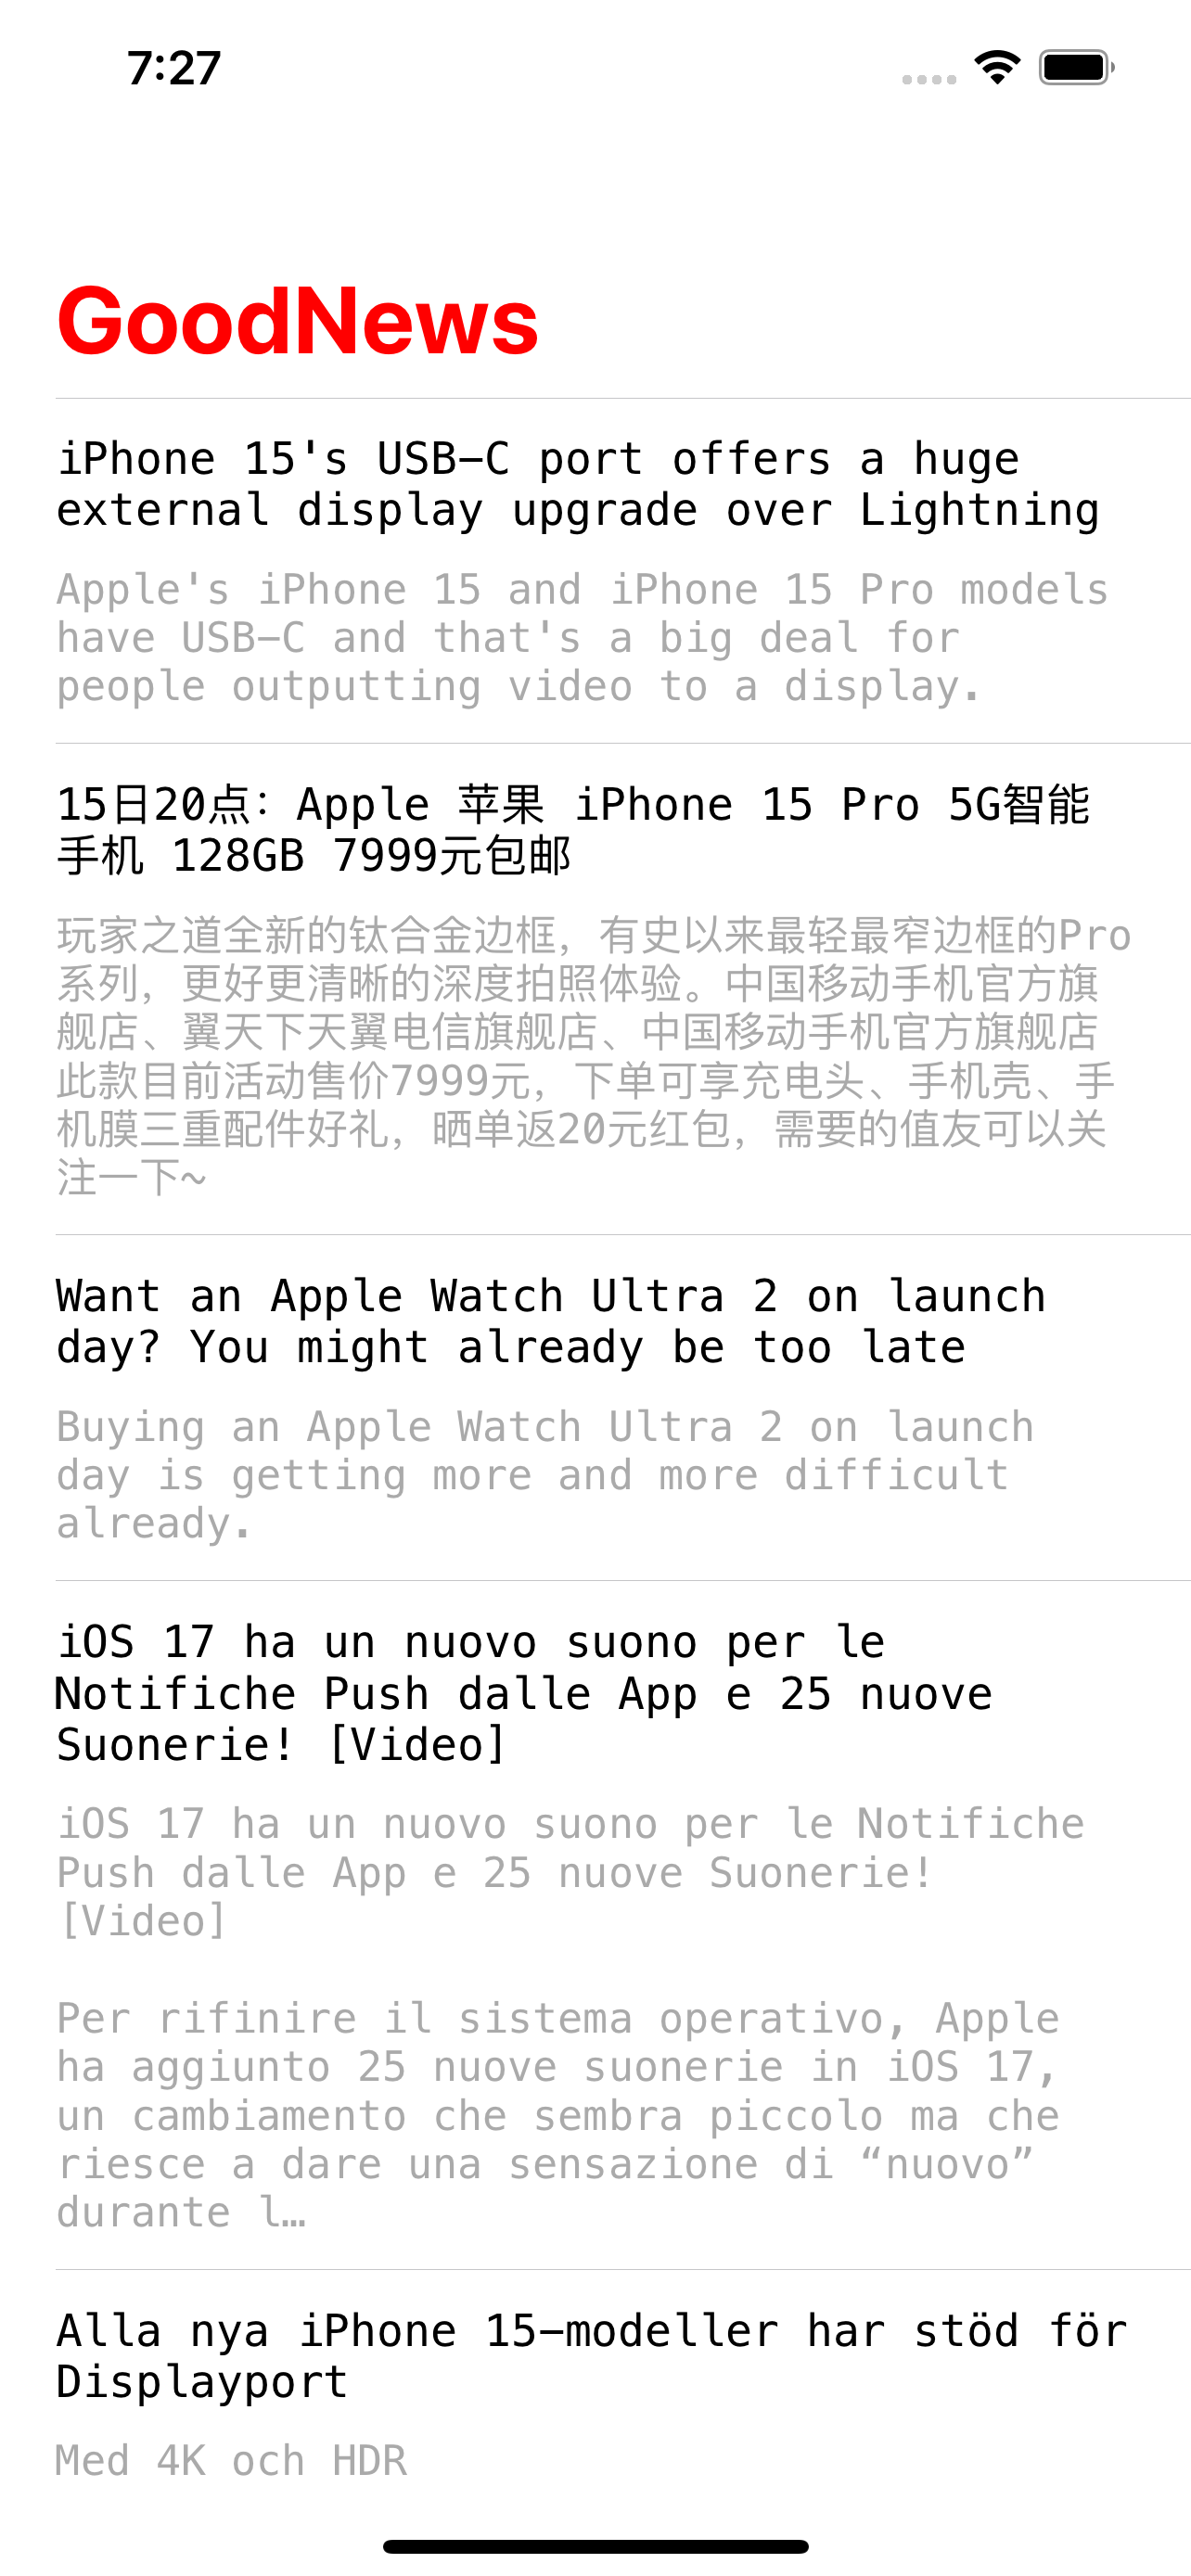 7:27
GoodNews
iPhone 15's USB-C port offers a huge
external display upgrade over Lightning
Apple's iPhone 15 and iPhone 15 Pro models
have USB-C and that's a big deal for
people outputting video to a display.
15日20点：Apple 苹果 iPhone 15 Pro 5G智能
手机 128GB 7999元包邮
玩家之道全新的钛合金边框，有史以来最轻最窄边框的Pro
系列，更好更清晰的深度拍照体验。中国移动手机官方旗
舰店、翼天下天翼电信旗舰店、中国移动手机官方旗舰店
此款目前活动售价7999元，下单可享充电头、手机壳、手
机膜三重配件好礼，晒单返20元红包，需要的值友可以关
注一下~
Want an Apple Watch Ultra 2 on launch
day? You might already be too late
Buying an Apple Watch Ultra 2 on launch
day is getting more and more difficult
already.
iOS 17 ha un nuovo suono per le
Notifiche Push dalle App e 25 nuove
Suonerie! [Video]
iOS 17 ha un nuovo suono per le Notifiche
Push dalle App e 25 nuove Suonerie!
[Video]
Per rifinire il sistema operativo, Apple
ha aggiunto 25 nuove suonerie in iOS 17,
un cambiamento che sembra piccolo ma che
riesce a dare una sensazione di “nuovo”
durante l…
Alla nya iPhone 15-modeller har stöd för
Displayport
Med 4K och HDR